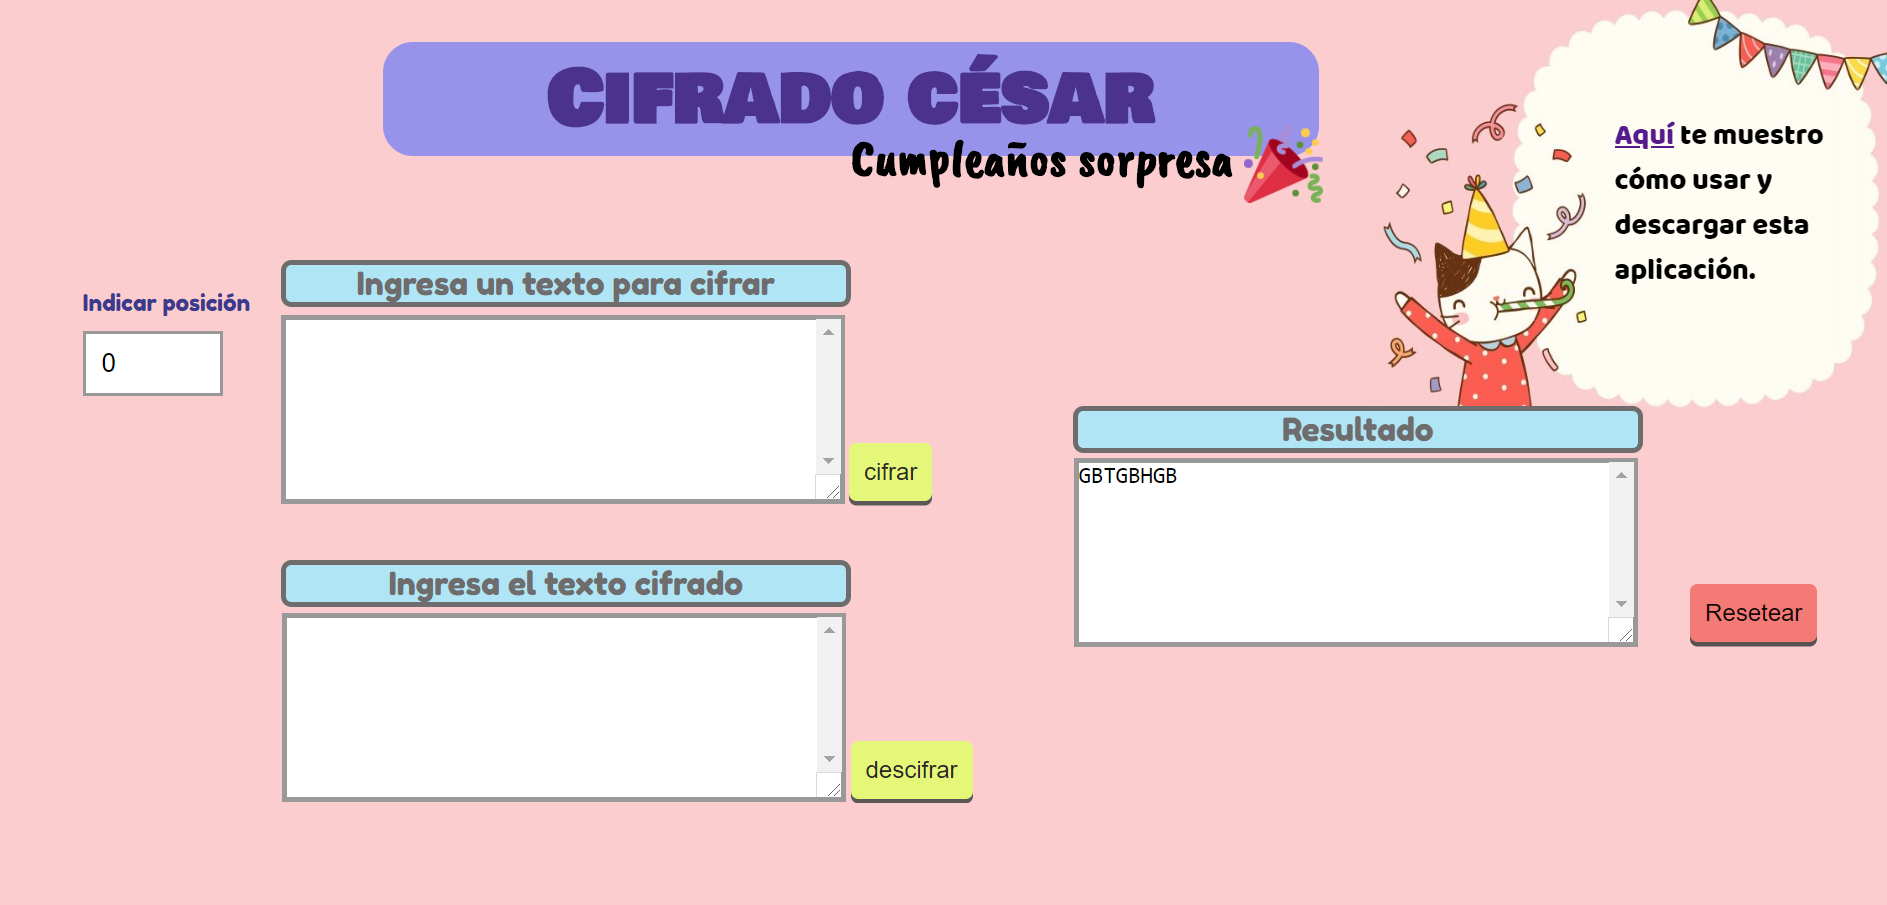 Cifrado césar
Cumpleaños sorpresa
Aquí te muestro
cómo usar y
descargar esta
aplicación.
Indicar posición
0
Ingresa un texto para cifrar
cifrar
Ingresa el texto cifrado
descifrar
Resultado
GBTGBHGB
Resetear